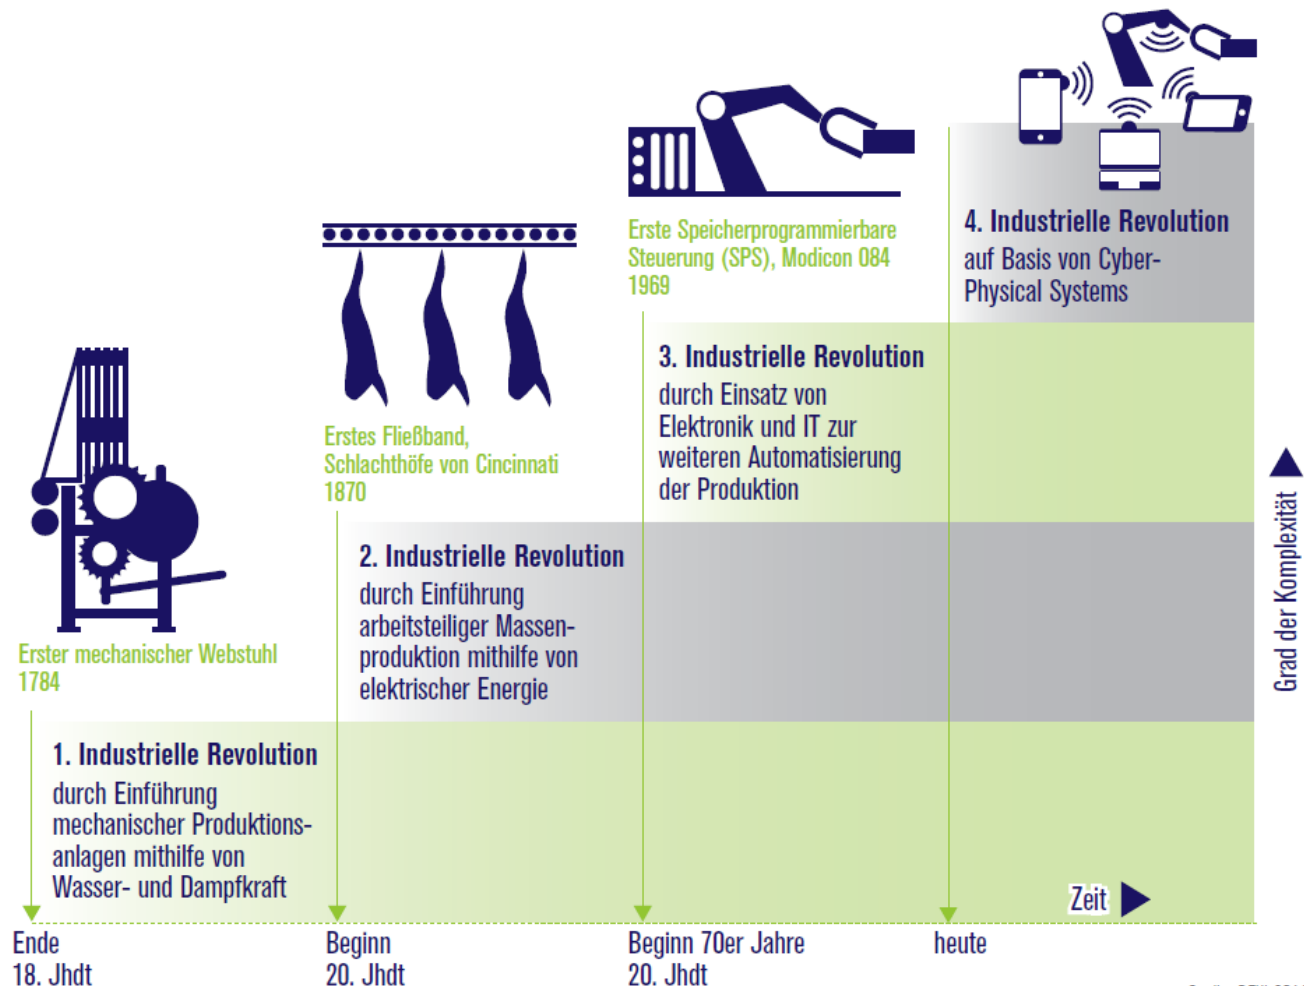 4. Industrielle Revolution
auf Basis von Cyber-
Physical Systems
Erste Speicherprogrammierbare
Steuerung (SPS), Modicon 084
1969
3. Industrielle Revolution
durch Einsatz von
Elektronik und IT zur
weiteren Automatisierung
der Produktion
Erstes Fließband,
Schlachthöfe von Cincinnati
1870
2. Industrielle Revolution
durch Einführung
arbeitsteiliger Massen-
produktion mithilfe von
elektrischer Energie
Erster mechanischer Webstuhl
1784
1. Industrielle Revolution
durch Einführung
mechanischer Produktions-
anlagen mithilfe von
Wasser- und Dampfkraft
Grad der Komplexität
Zeit
Ende
18. Jhdt
Beginn
20. Jhdt
Beginn 70er Jahre
20. Jhdt
heute